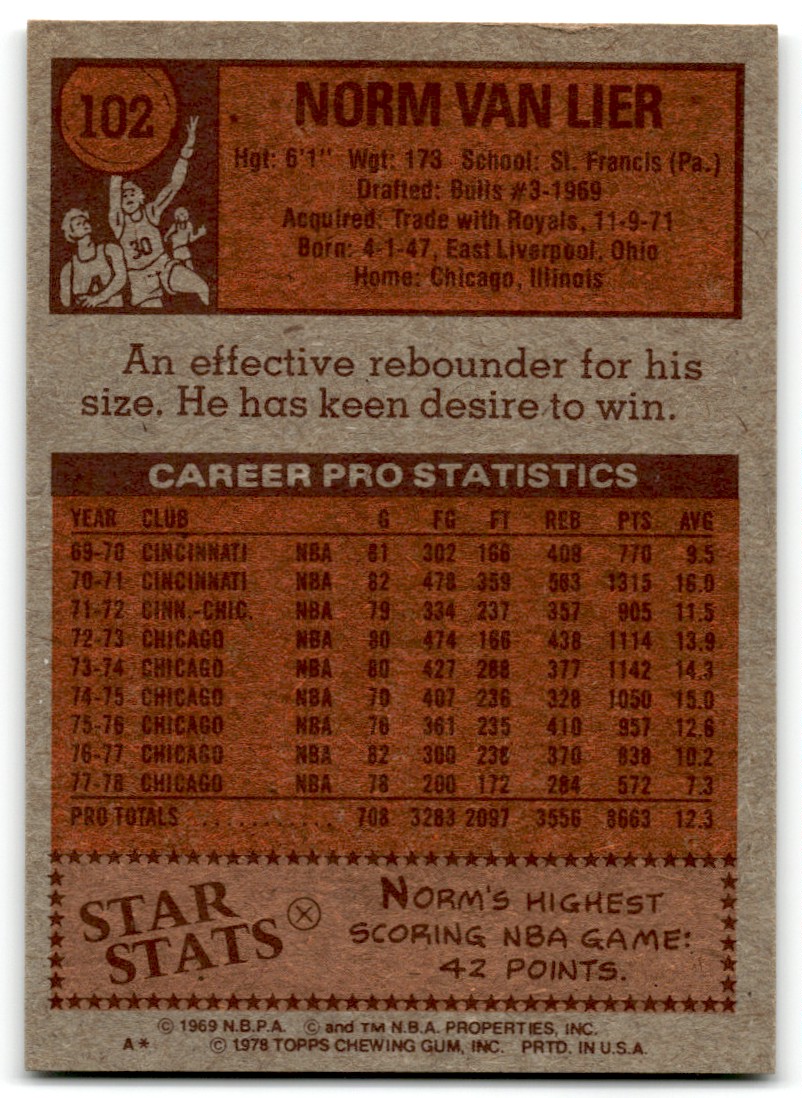 102
NORM VAN LIER
Hgt: 6'1" Wgt: 173 School: St. Francis (Pa.)
Drafted: Bulls #3-1969
Acquired: Trade with Royals, 11-9-71
Born: 4-1-47, East Liverpool, Ohio
Home: Chicago, Illinois
30
4
An effective rebounder for his
size. He has keen desire to win.
CAREER PRO STATISTICS
YEAR CLUB G FG FT REB PTS AVG
69-70 CINCINNATI NBA 81 302 166 409 770 9.5
70-71 CINCINNATI NBA 82 478 359 583 1315 16.0
71-72 CINN.-CHIC. NBA 79 334 237 357 905 11.5
72-73 CHICAGO NBA 80 474 166 438 1114 13.9
73-74 CHICAGO NBA 80 427 288 377 1142 14.3
74-75 CHICAGO NBA 70 407 236 328 1050 15.0
75-76 CHICAGO NBA 76 361 235 410 957 12.6
76-77 CHICAGO NBA 82 300 238 370 838 10.2
77-78 CHICAGO NBA 78 200 172 284 572 7.3
PRO TOTALS . . . . . . . . . . . . 708 3283 2097 3556 8663 12.3
STAR
STATS
NORM'S HIGHEST
SCORING NBA GAME:
42 POINTS.
© 1969 N.B.P.A. © and TM N.B.A. PROPERTIES, INC.
A* © 1978 TOPPS CHEWING GUM, INC. PRTD. IN U.S.A.